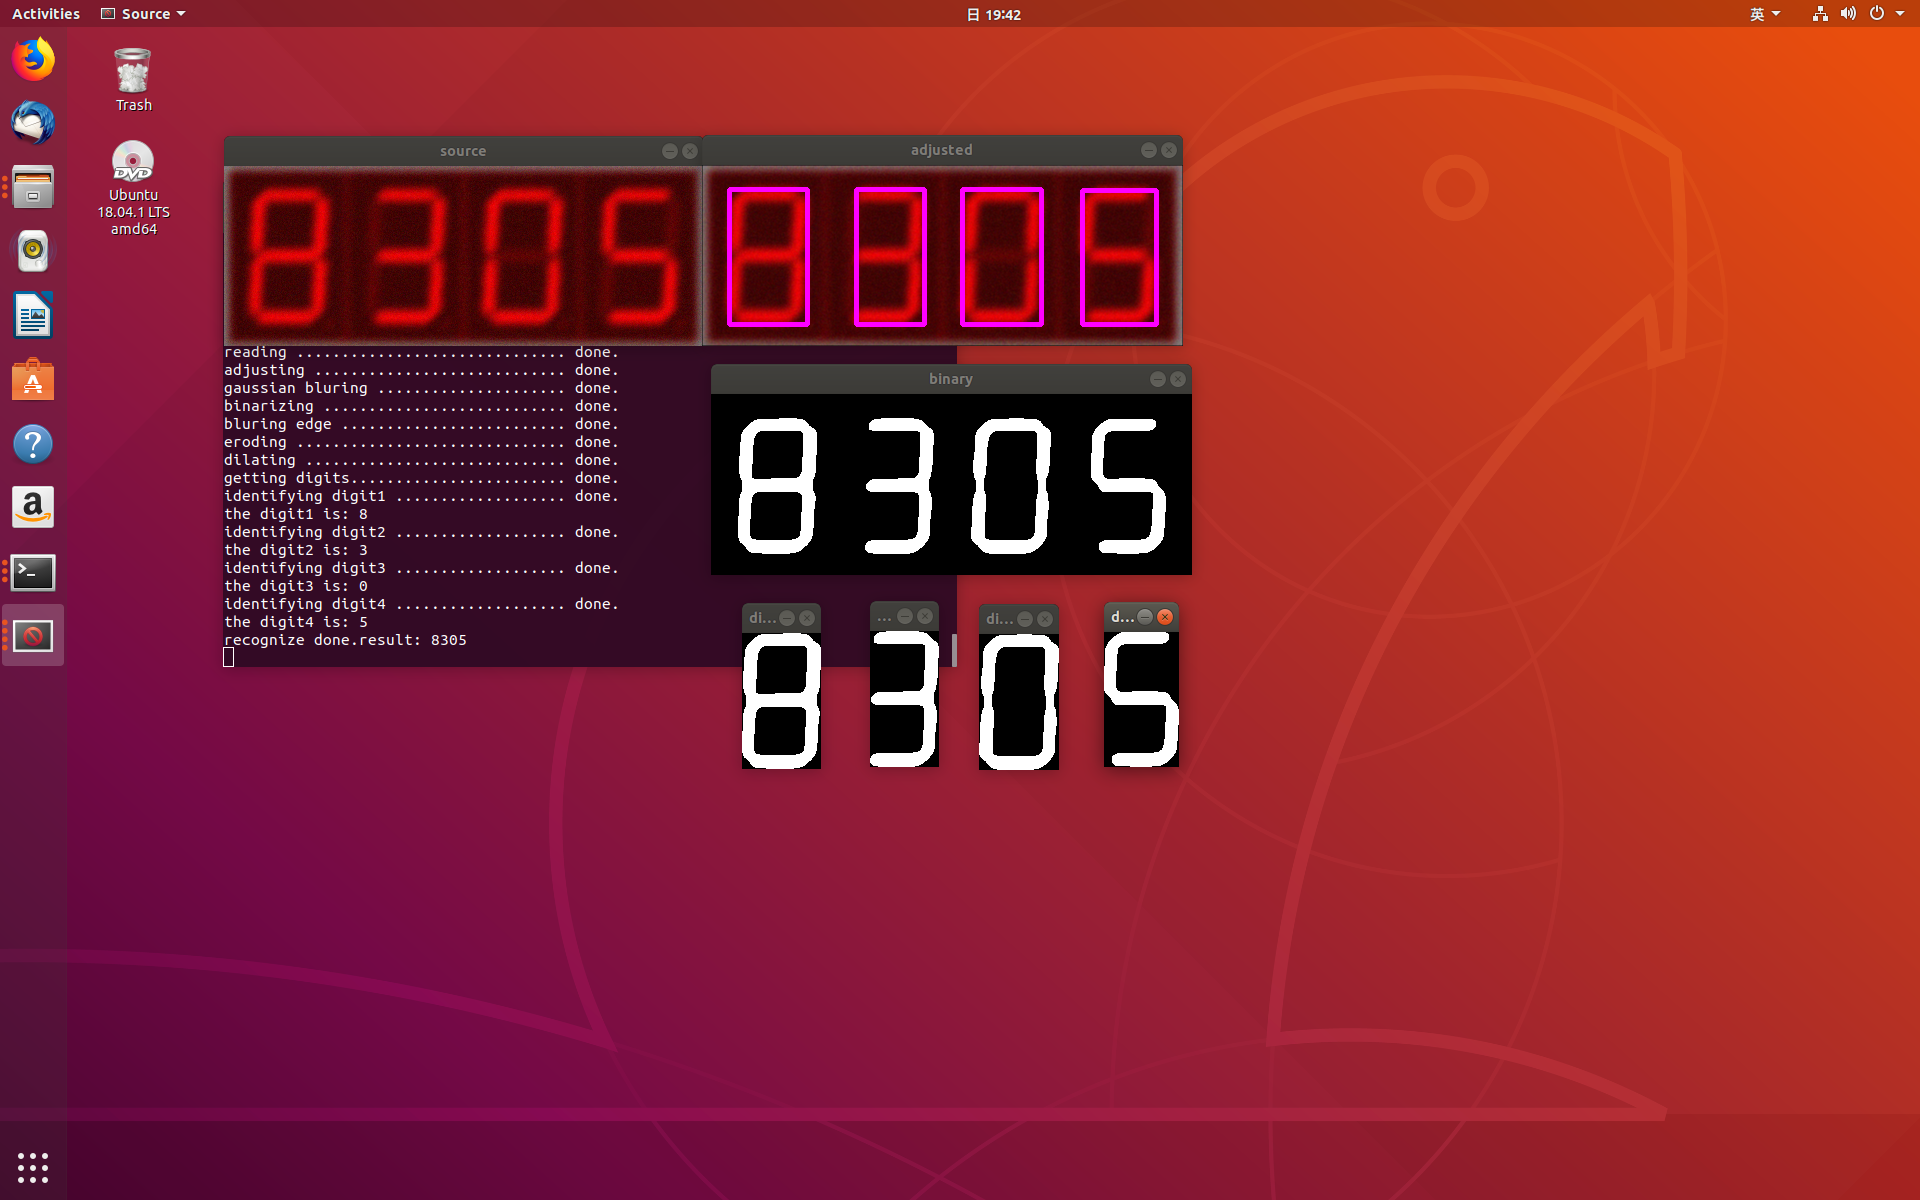 Activities
Source
日 19:42
英
Trash
Ubuntu
18.04.1 LTS
amd64
source
adjusted
8305
8305
reading .............................. done.
adjusting ............................ done.
gaussian bluring ..................... done.
binarizing ........................... done.
bluring edge ......................... done.
eroding .............................. done.
dilating ............................. done.
getting digits........................ done.
identifying digit1 ................... done.
the digit1 is: 8
identifying digit2 ................... done.
the digit2 is: 3
identifying digit3 ................... done.
the digit3 is: 0
identifying digit4 ................... done.
the digit4 is: 5
recognize done.result: 8305
binary
8305
di...
...
di...
d...
8
3
0
5